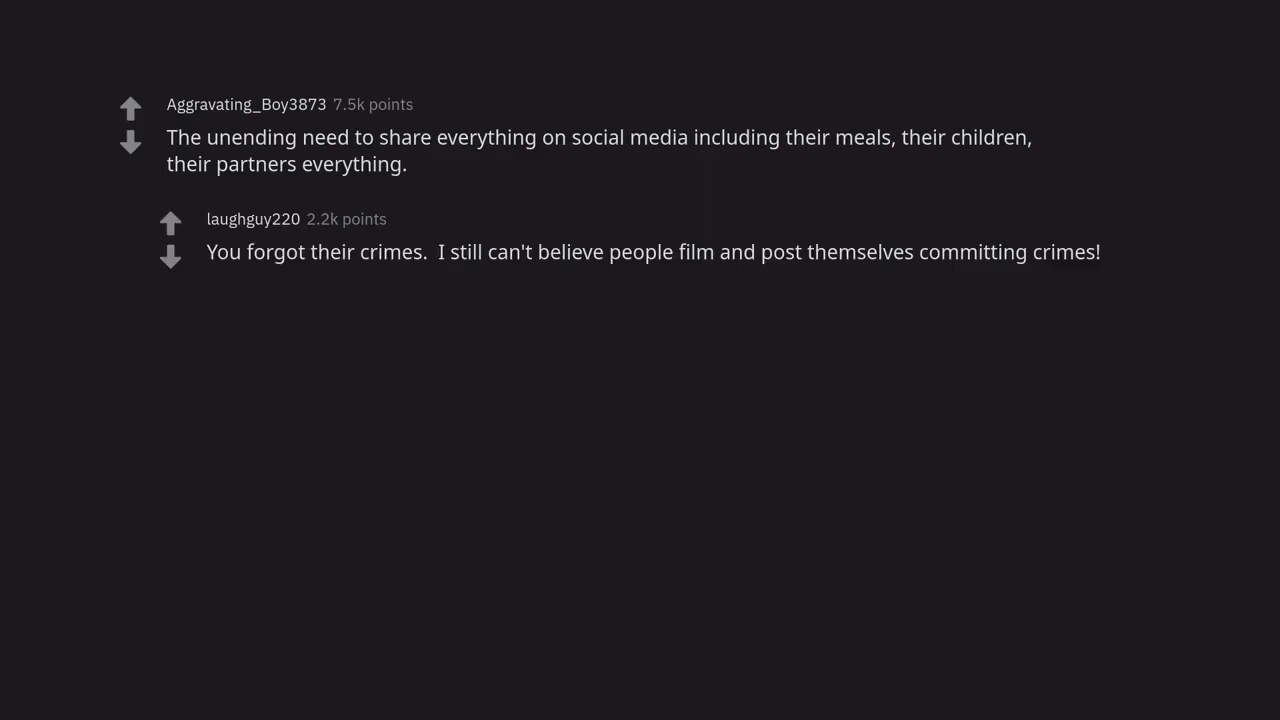 Aggravating_Boy3873 7.5k points
The unending need to share everything on social media including their meals, their children,
their partners everything.
laughguy220 2.2k points
You forgot their crimes.  I still can't believe people film and post themselves committing crimes!